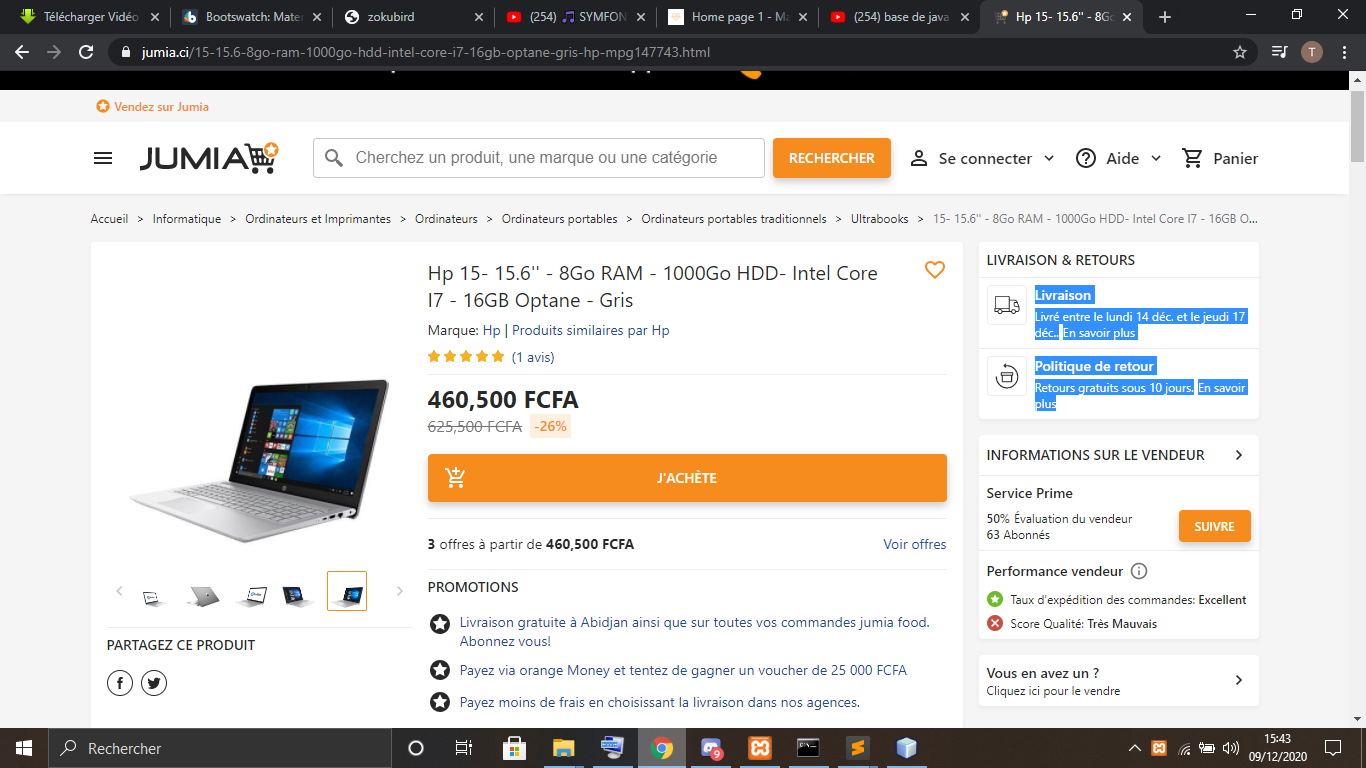 Télécharger Vidéo
Bootswatch: Mater
zokubird
(254) 🎵 SYMFON
Home page 1 - Ma
(254) base de java
Hp 15- 15.6'' - 8Go
jumia.ci/15-15.6-8go-ram-1000go-hdd-intel-core-i7-16gb-optane-gris-hp-mpg147743.html
T
Vendez sur Jumia
JUMIA
Cherchez un produit, une marque ou une catégorie
RECHERCHER
Se connecter
Aide
Panier
Accueil > Informatique > Ordinateurs et Imprimantes > Ordinateurs > Ordinateurs portables > Ordinateurs portables traditionnels > Ultrabooks > 15- 15.6'' - 8Go RAM - 1000Go HDD- Intel Core I7 - 16GB O...
Hp 15- 15.6'' - 8Go RAM - 1000Go HDD- Intel Core
I7 - 16GB Optane - Gris
Marque: Hp | Produits similaires par Hp
(1 avis)
460,500 FCFA
625,500 FCFA -26%
J'ACHÈTE
3 offres à partir de 460,500 FCFA
Voir offres
PROMOTIONS
Livraison gratuite à Abidjan ainsi que sur toutes vos commandes jumia food.
Abonnez vous!
Payez via orange Money et tentez de gagner un voucher de 25 000 FCFA
Payez moins de frais en choisissant la livraison dans nos agences.
PARTAGEZ CE PRODUIT
LIVRAISON & RETOURS
Livraison
Livré entre le lundi 14 déc. et le jeudi 17
déc.. En savoir plus
Politique de retour
Retours gratuits sous 10 jours. En savoir
plus
INFORMATIONS SUR LE VENDEUR
Service Prime
50% Évaluation du vendeur
63 Abonnés
SUIVRE
Performance vendeur
Taux d'expédition des commandes: Excellent
Score Qualité: Très Mauvais
Vous en avez un ?
Cliquez ici pour le vendre
Rechercher
9
15:43
09/12/2020